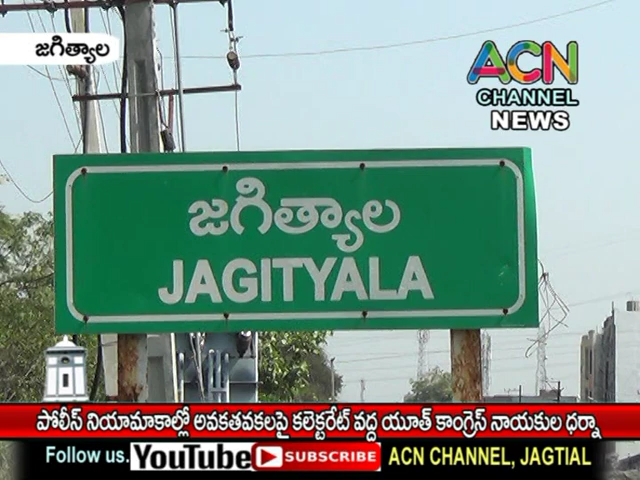 జగిత్యాల
ACN
CHANNEL
NEWS
జగిత్యాల
JAGITYALA
పోలీస్ నియామాకాల్లో అవకతవకలపై కలెక్టరేట్ వద్ద యూత్ కాంగ్రెస్ నాయకుల ధర్నా
Follow us. YouTube SUBSCRIBE ACN CHANNEL, JAGTIAL